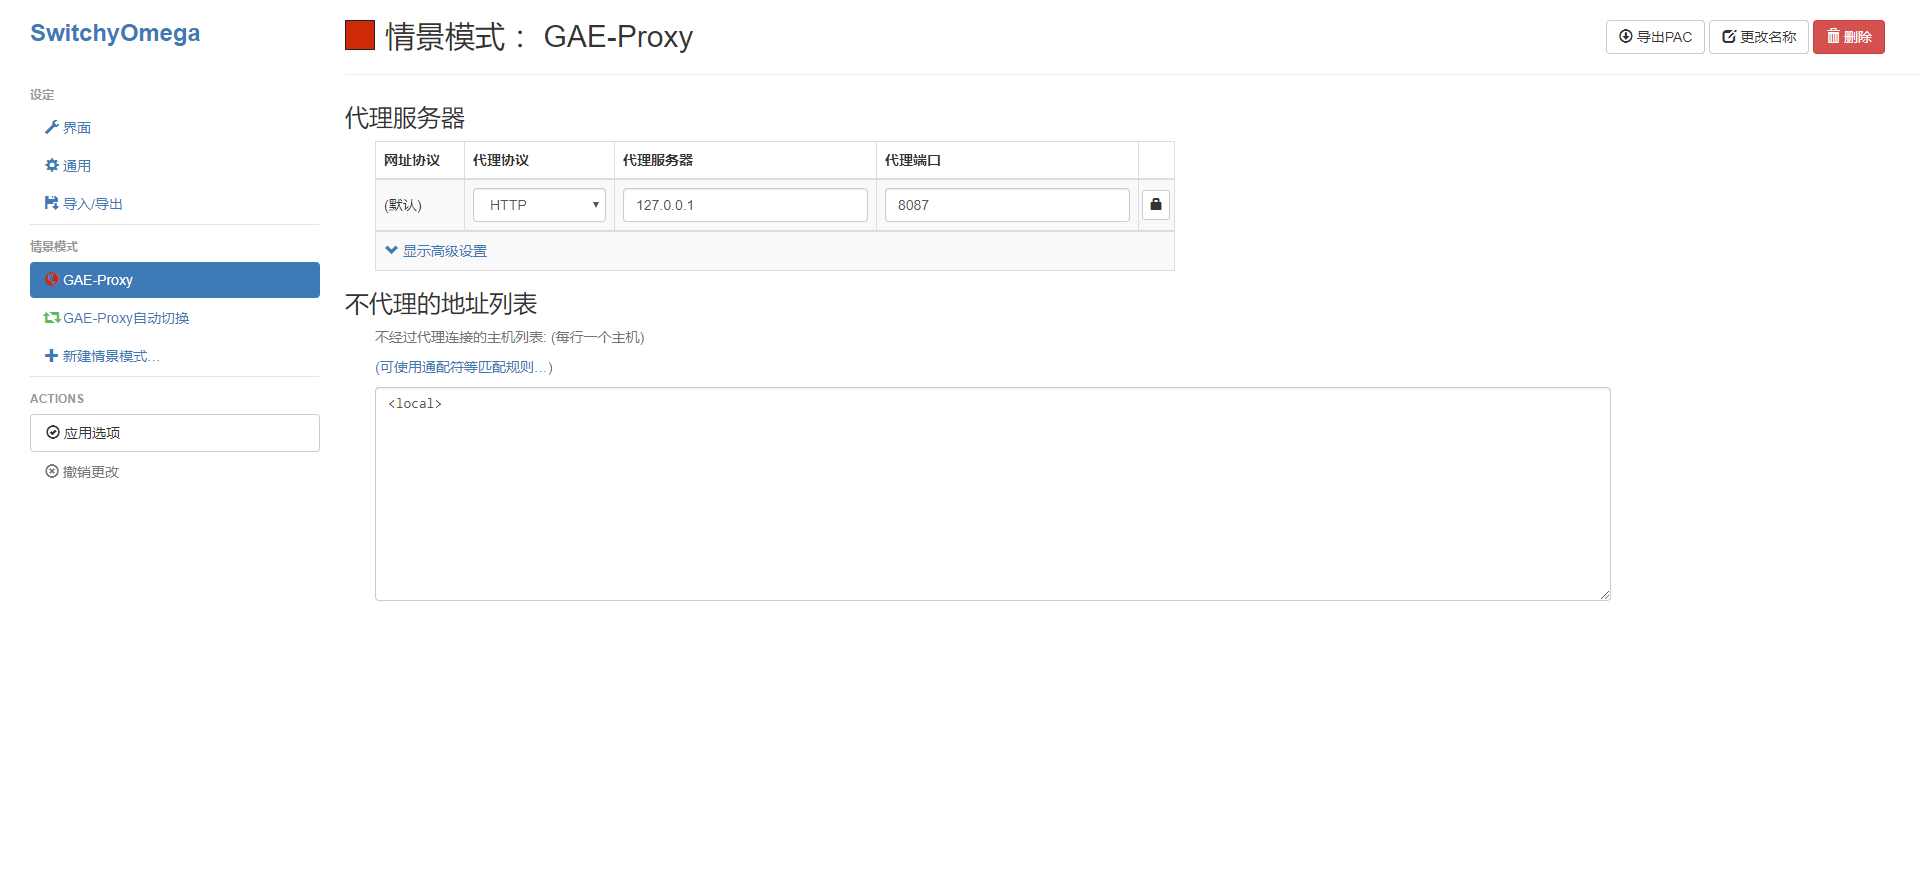 SwitchyOmega
设定
界面
通用
导入/导出
情景模式
GAE-Proxy
GAE-Proxy自动切换
新建情景模式...
ACTIONS
应用选项
撤销更改
情景模式： GAE-Proxy
导出PAC 更改名称 删除
代理服务器
网址协议 代理协议 代理服务器 代理端口
(默认) HTTP 127.0.0.1 8087
显示高级设置
不代理的地址列表
不经过代理连接的主机列表: (每行一个主机)
(可使用通配符等匹配规则...)
<local>